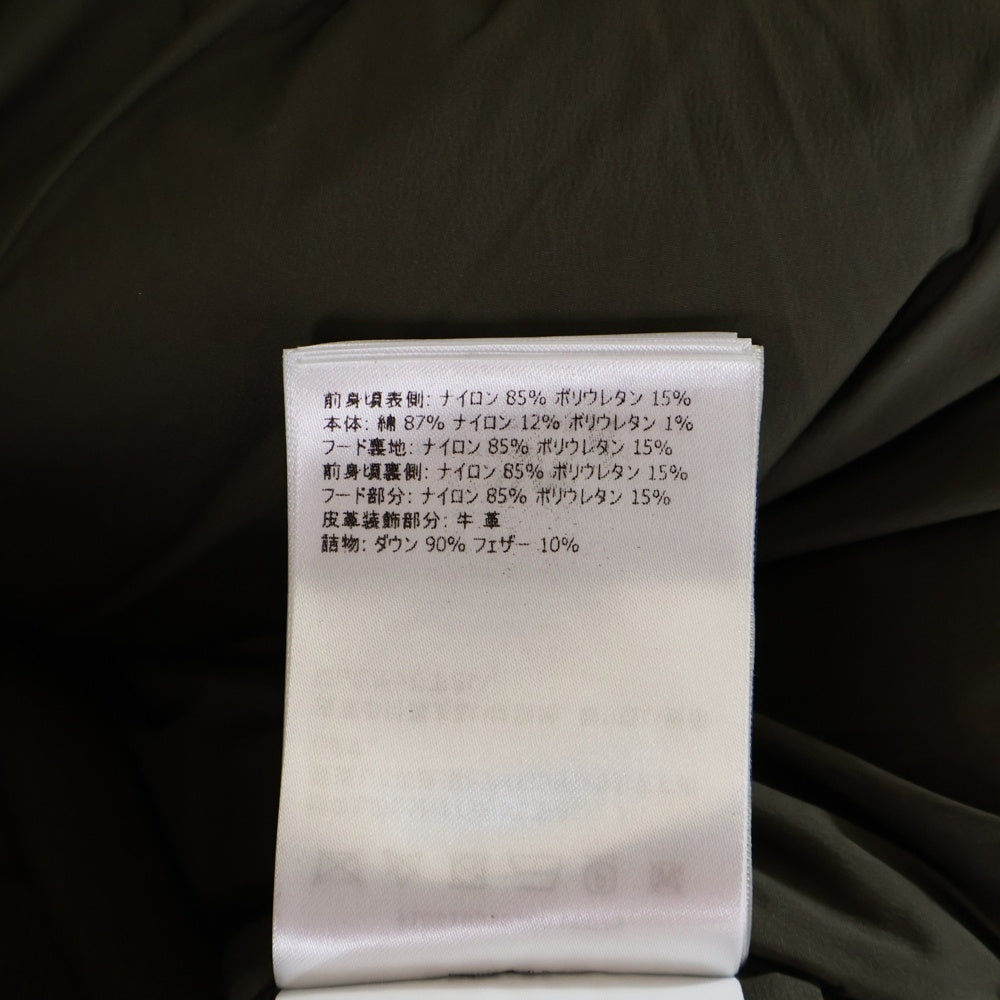 前身頃表側: ナイロン 85% ポリウレタン 15%
本体: 綿 87% ナイロン 12% ポリウレタン 1%
フード裏地: ナイロン 85% ポリウレタン 15%
前身頃裏側: ナイロン 85% ポリウレタン 15%
フード部分: ナイロン 85% ポリウレタン 15%
皮革装飾部分: 牛 革
詰物: ダウン 90% フェザー 10%